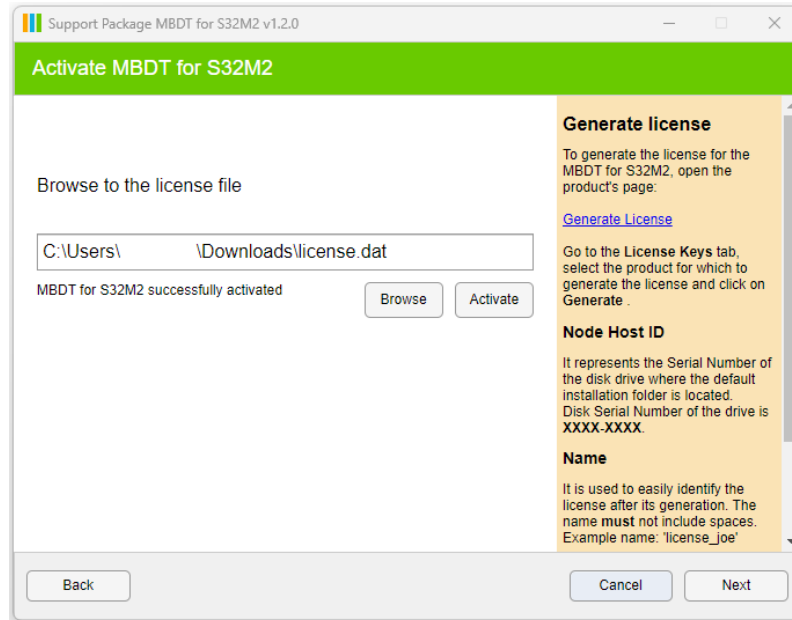 Support Package MBDT for S32M2 v1.2.0
Activate MBDT for S32M2
Browse to the license file
C:\Users\ \Downloads\license.dat
MBDT for S32M2 successfully activated
Browse
Activate
Generate license
To generate the license for the
MBDT for S32M2, open the
product's page:
Generate License
Go to the License Keys tab,
select the product for which to
generate the license and click on
Generate .
Node Host ID
It represents the Serial Number of
the disk drive where the default
installation folder is located.
Disk Serial Number of the drive is
XXXX-XXXX.
Name
It is used to easily identify the
license after its generation. The
name must not include spaces.
Example name: 'license_joe'
Back
Cancel
Next